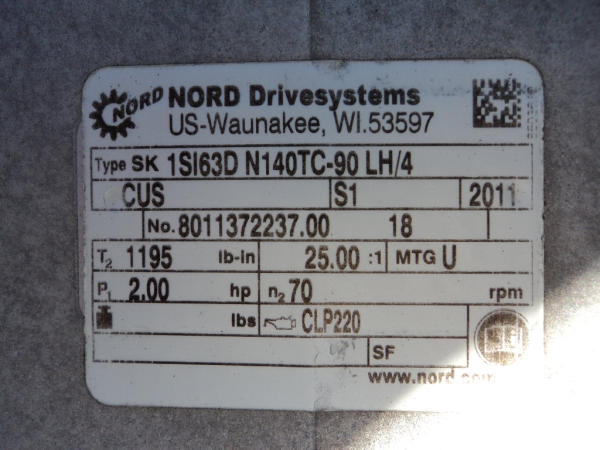 NORD NORD Drivesystems
US-Waunakee, WI.53597
Type SK 1SI63D N140TC-90 LH/4
CUS S1 2011
No. 8011372237.00 18
T2 1195 lb-in 25.00 :1 MTG U
P1 2.00 hp n2 70 rpm
lbs CLP220
SF
www.nord.com